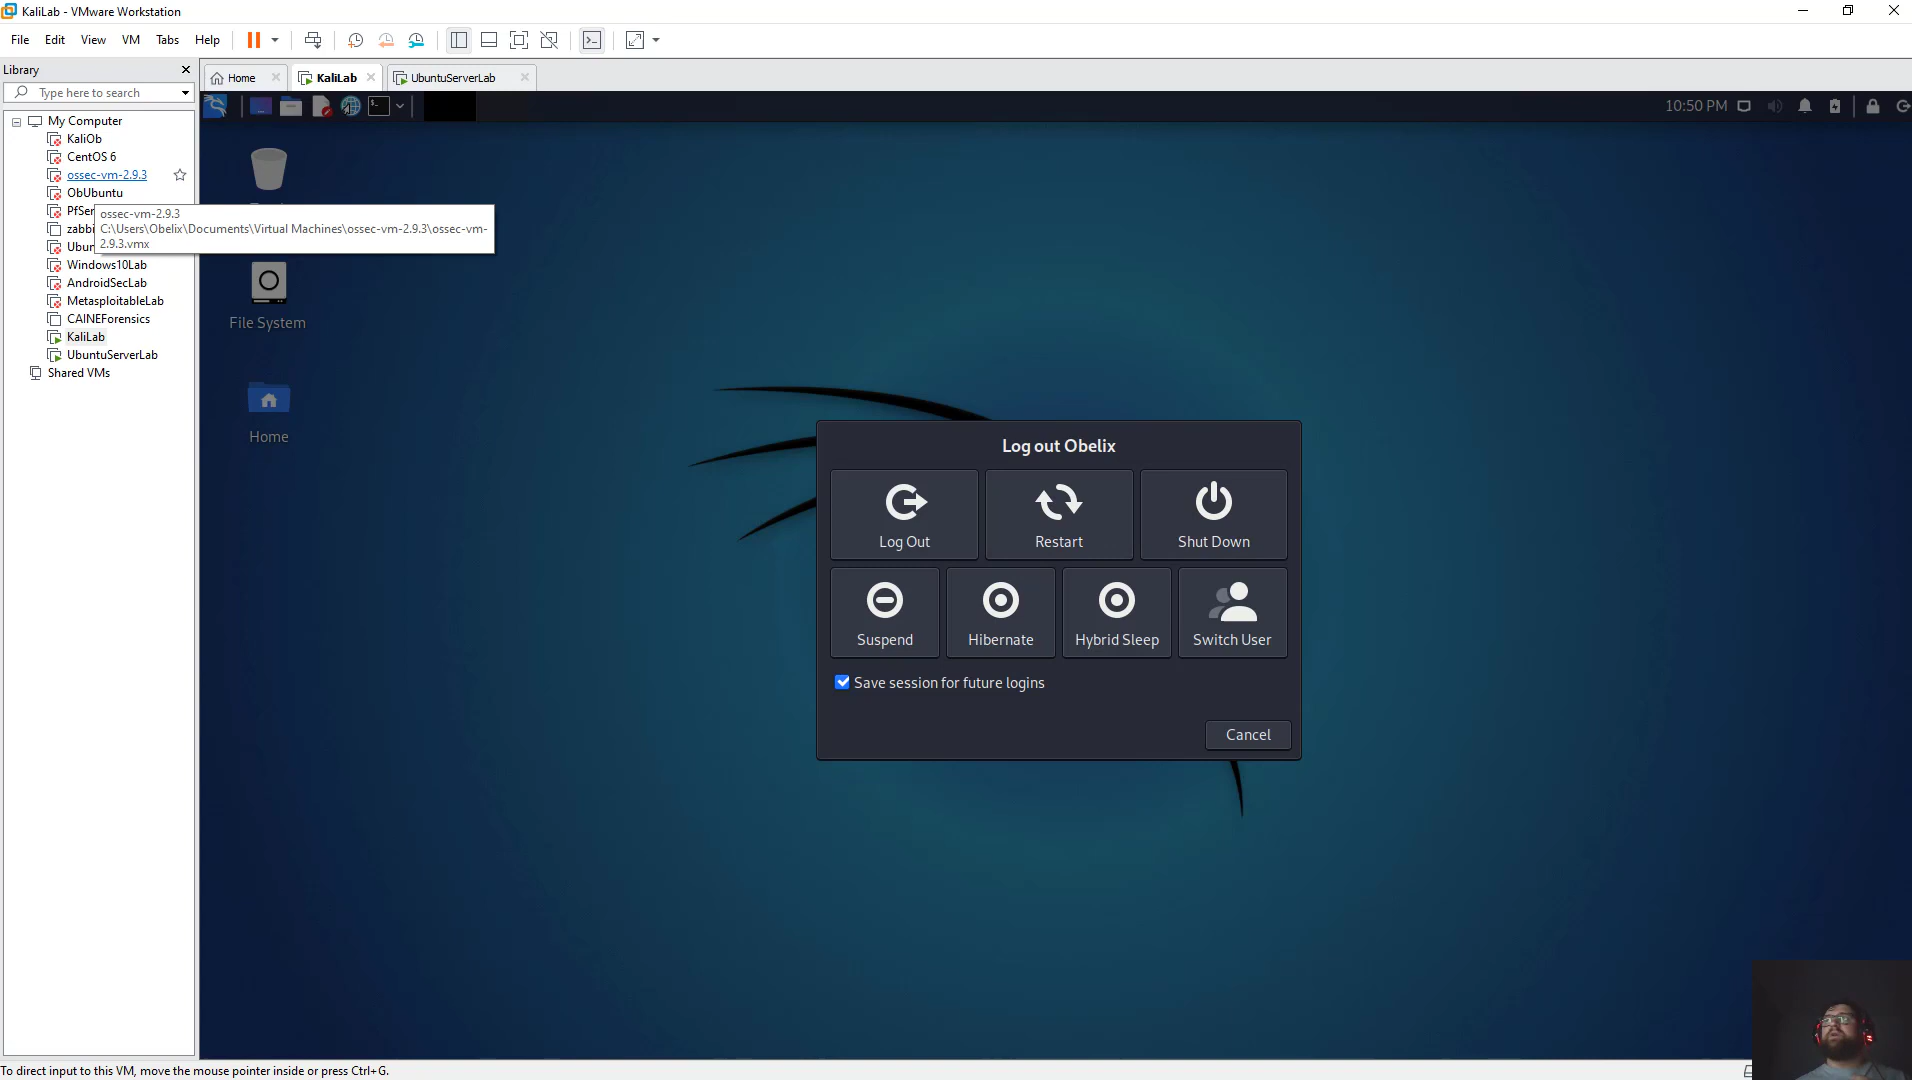 KaliLab - VMware Workstation
File Edit View VM Tabs Help
Library
Type here to search
Home
KaliLab
UbuntuServerLab
My Computer
KaliOb
CentOS 6
ossec-vm-2.9.3
ObUbuntu
PfSen
zabbi
Ubun
ossec-vm-2.9.3
C:\Users\Obelix\Documents\Virtual Machines\ossec-vm-2.9.3\ossec-vm-
2.9.3.vmx
Windows10Lab
AndroidSecLab
MetasploitableLab
CAINEForensics
KaliLab
UbuntuServerLab
Shared VMs
10:50 PM
File System
Home
Log out Obelix
Log Out
Restart
Shut Down
Suspend
Hibernate
Hybrid Sleep
Switch User
Save session for future logins
Cancel
To direct input to this VM, move the mouse pointer inside or press Ctrl+G.